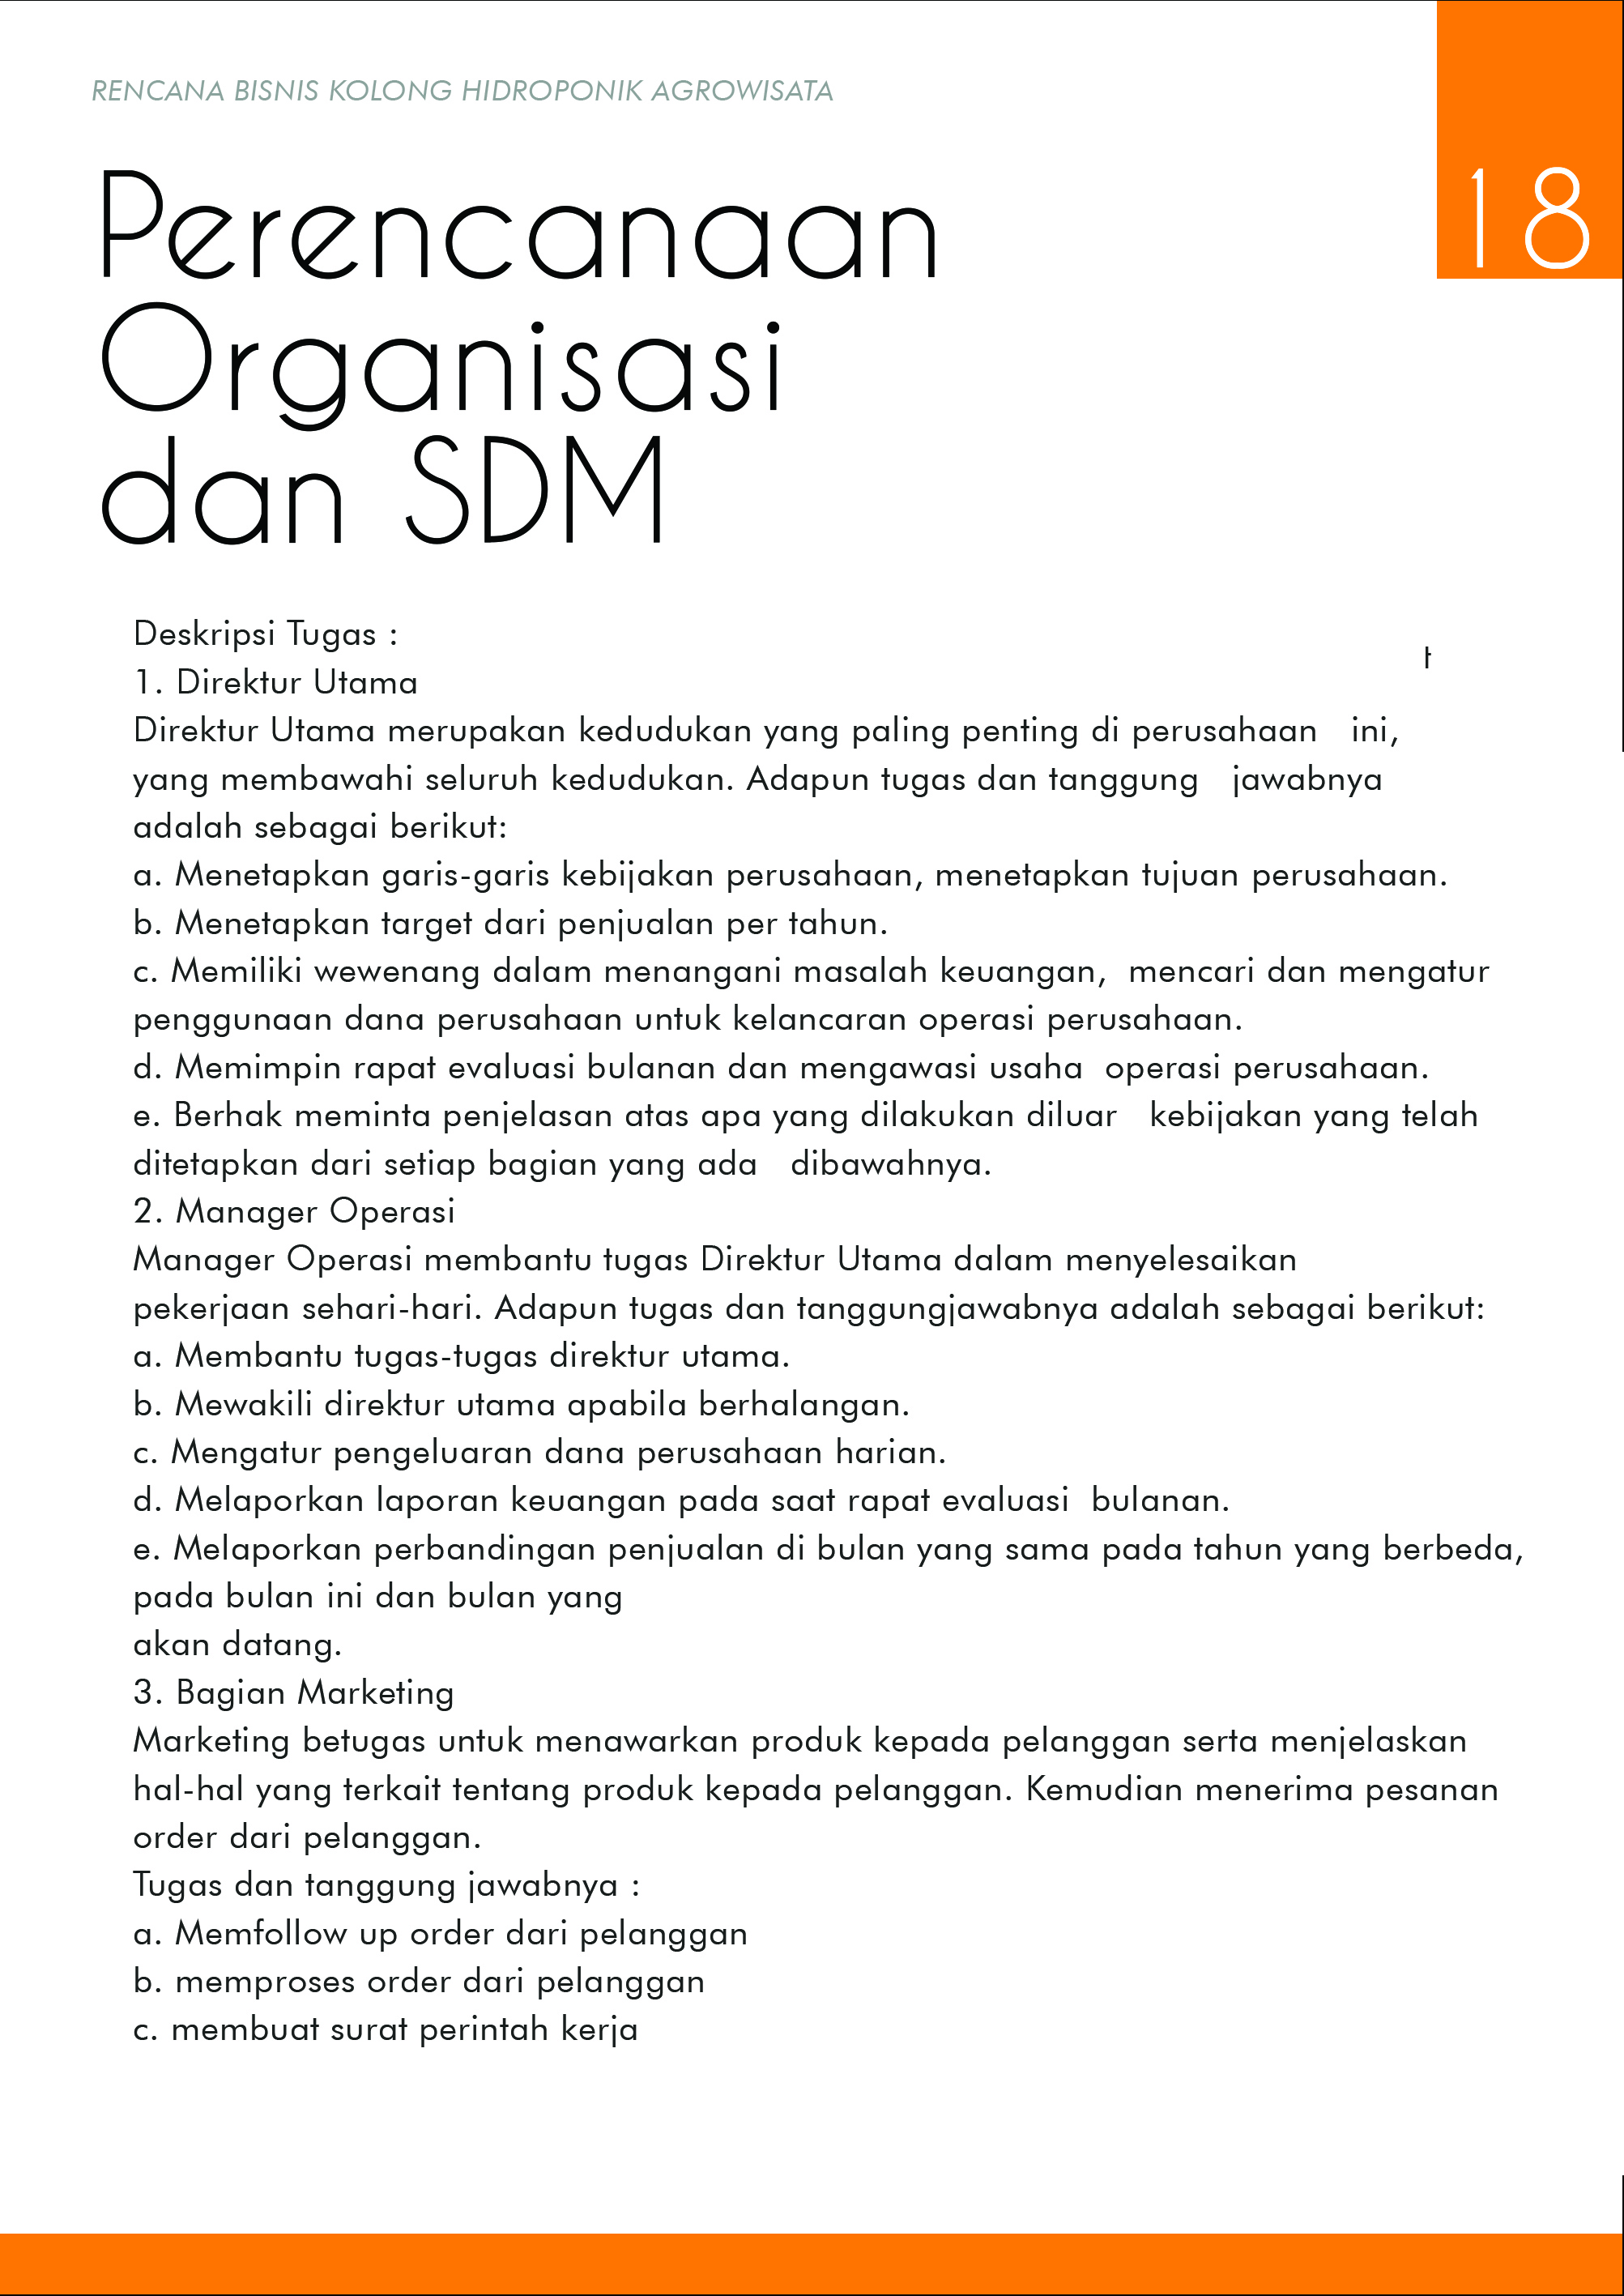 RENCANA BISNIS KOLONG HIDROPONIK AGROWISATA
18
Perencanaan
Organisasi
dan SDM
Deskripsi Tugas :
t
1. Direktur Utama
Direktur Utama merupakan kedudukan yang paling penting di perusahaan ini,
yang membawahi seluruh kedudukan. Adapun tugas dan tanggung jawabnya
adalah sebagai berikut:
a. Menetapkan garis-garis kebijakan perusahaan, menetapkan tujuan perusahaan.
b. Menetapkan target dari penjualan per tahun.
c. Memiliki wewenang dalam menangani masalah keuangan, mencari dan mengatur
penggunaan dana perusahaan untuk kelancaran operasi perusahaan.
d. Memimpin rapat evaluasi bulanan dan mengawasi usaha operasi perusahaan.
e. Berhak meminta penjelasan atas apa yang dilakukan diluar kebijakan yang telah
ditetapkan dari setiap bagian yang ada dibawahnya.
2. Manager Operasi
Manager Operasi membantu tugas Direktur Utama dalam menyelesaikan
pekerjaan sehari-hari. Adapun tugas dan tanggungjawabnya adalah sebagai berikut:
a. Membantu tugas-tugas direktur utama.
b. Mewakili direktur utama apabila berhalangan.
c. Mengatur pengeluaran dana perusahaan harian.
d. Melaporkan laporan keuangan pada saat rapat evaluasi bulanan.
e. Melaporkan perbandingan penjualan di bulan yang sama pada tahun yang berbeda,
pada bulan ini dan bulan yang
akan datang.
3. Bagian Marketing
Marketing betugas untuk menawarkan produk kepada pelanggan serta menjelaskan
hal-hal yang terkait tentang produk kepada pelanggan. Kemudian menerima pesanan
order dari pelanggan.
Tugas dan tanggung jawabnya :
a. Memfollow up order dari pelanggan
b. memproses order dari pelanggan
c. membuat surat perintah kerja